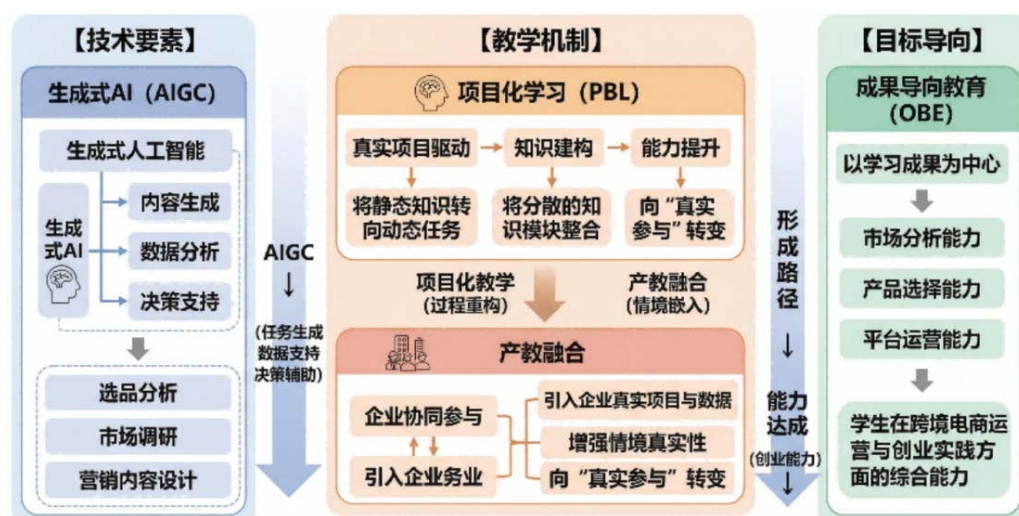 【技术要素】
生成式AI（AIGC）
生成式人工智能
生成
式AI
内容生成
数据分析
决策支持
选品分析
市场调研
营销内容设计
AIGC
↓
（任务生成
数据支持
决策辅助）
【教学机制】
项目化学习（PBL）
真实项目驱动
知识建构
能力提升
将静态知识转
向动态任务
将分散的知
识模块整合
向“真实
参与”转变
项目化教学
（过程重构）
产教融合
（情境嵌入）
产教融合
企业协同参与
引入企业务业
引入企业真实项目与数据
增强情境真实性
向“真实参与”转变
形
成
路
径
↓
能力
达成
（创业能力）
↓
【目标导向】
成果导向教育
（OBE）
以学习成果为中心
市场分析能力
产品选择能力
平台运营能力
学生在跨境电商运
营与创业实践方
面的综合能力